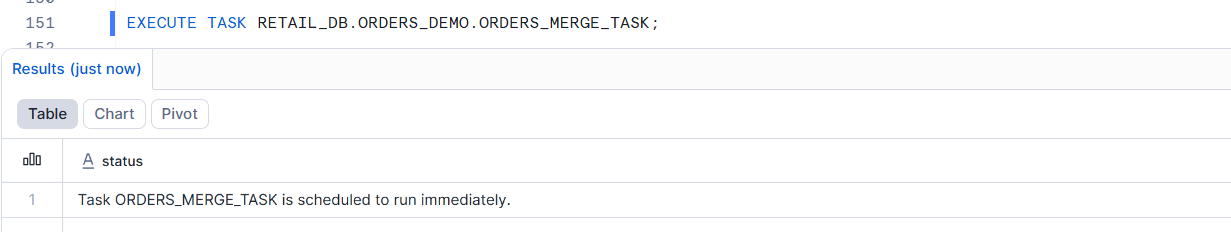 151 EXECUTE TASK RETAIL_DB.ORDERS_DEMO.ORDERS_MERGE_TASK;
152
Results (just now)
Table Chart Pivot
A status
1 Task ORDERS_MERGE_TASK is scheduled to run immediately.